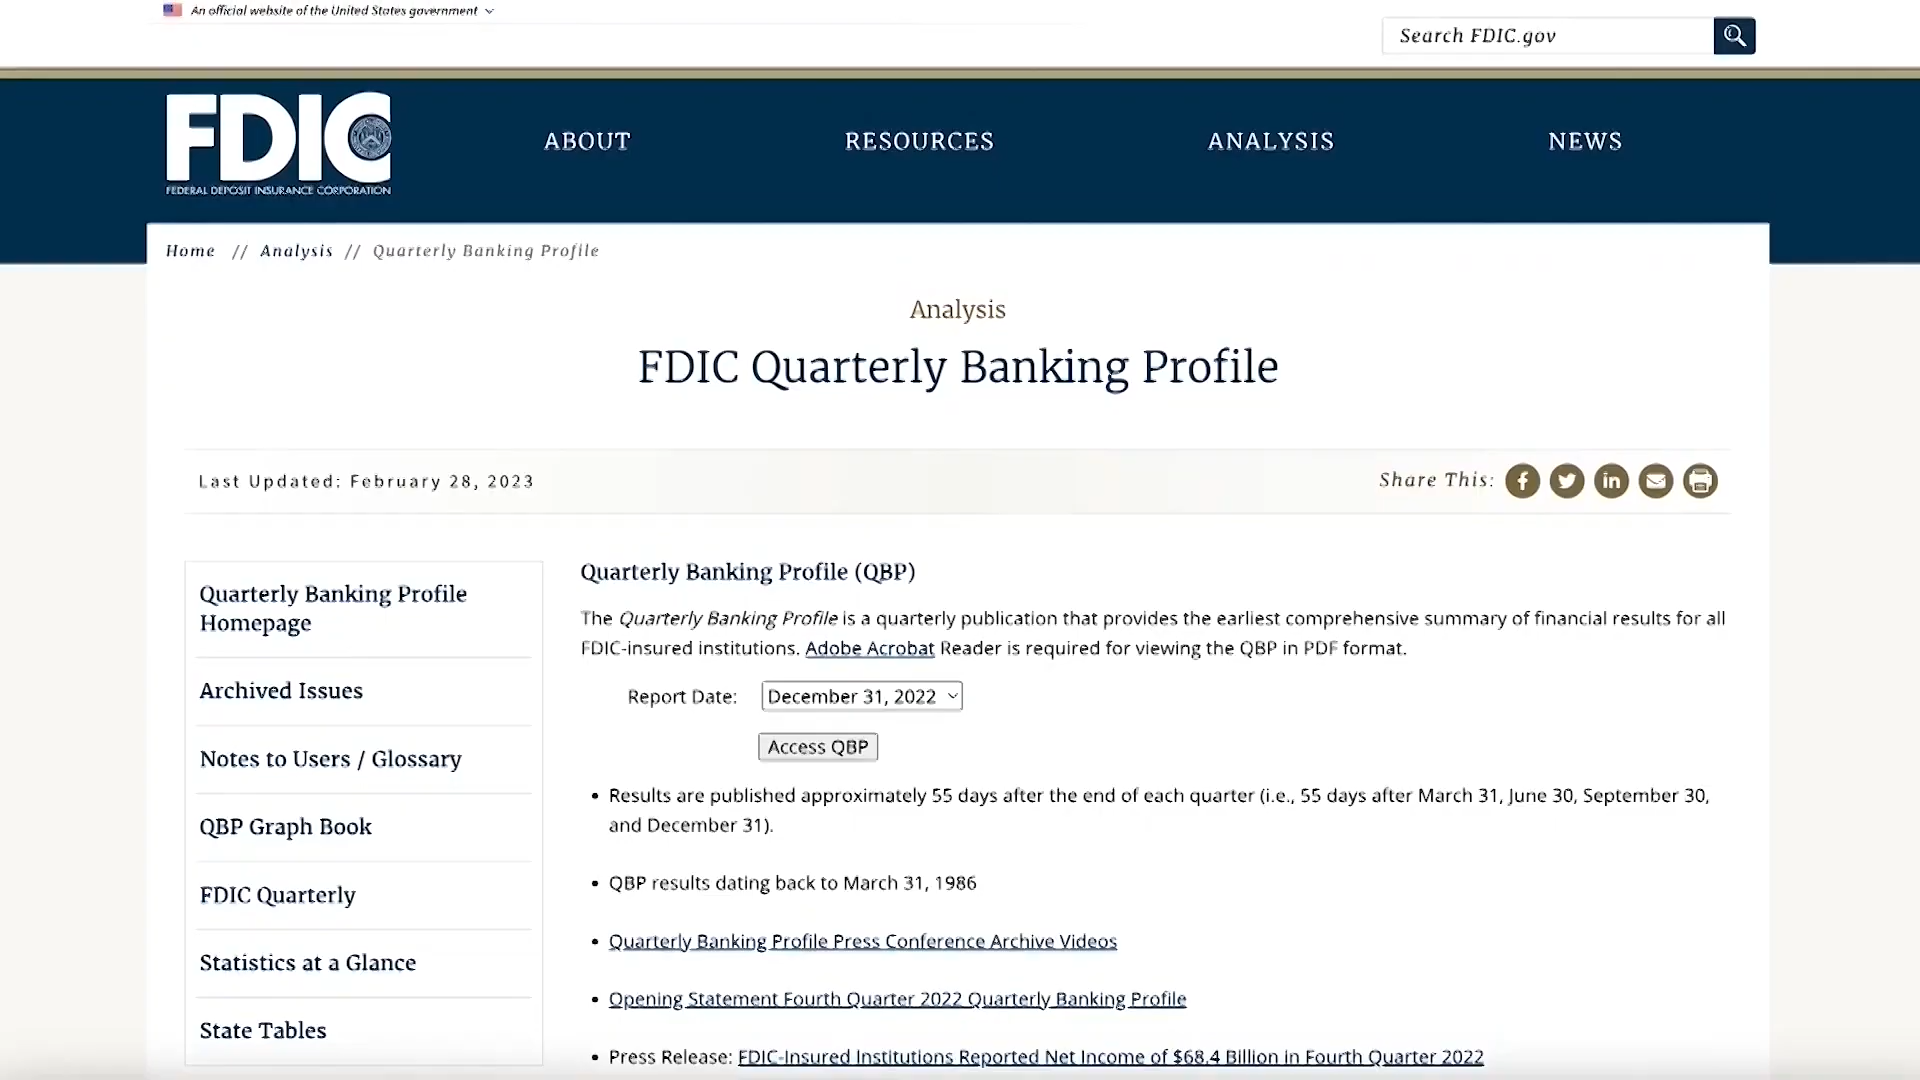 An official website of the United States government
Search FDIC.gov
FDIC
FEDERAL DEPOSIT INSURANCE CORPORATION
ABOUT
RESOURCES
ANALYSIS
NEWS
Home // Analysis // Quarterly Banking Profile
Analysis
FDIC Quarterly Banking Profile
Last Updated: February 28, 2023
Share This:
Quarterly Banking Profile
Homepage
Archived Issues
Notes to Users / Glossary
QBP Graph Book
FDIC Quarterly
Statistics at a Glance
State Tables
Quarterly Banking Profile (QBP)
The Quarterly Banking Profile is a quarterly publication that provides the earliest comprehensive summary of financial results for all
FDIC-insured institutions. Adobe Acrobat Reader is required for viewing the QBP in PDF format.
Report Date: December 31, 2022
Access QBP
• Results are published approximately 55 days after the end of each quarter (i.e., 55 days after March 31, June 30, September 30,
and December 31).
• QBP results dating back to March 31, 1986
• Quarterly Banking Profile Press Conference Archive Videos
• Opening Statement Fourth Quarter 2022 Quarterly Banking Profile
• Press Release: FDIC-Insured Institutions Reported Net Income of $68.4 Billion in Fourth Quarter 2022